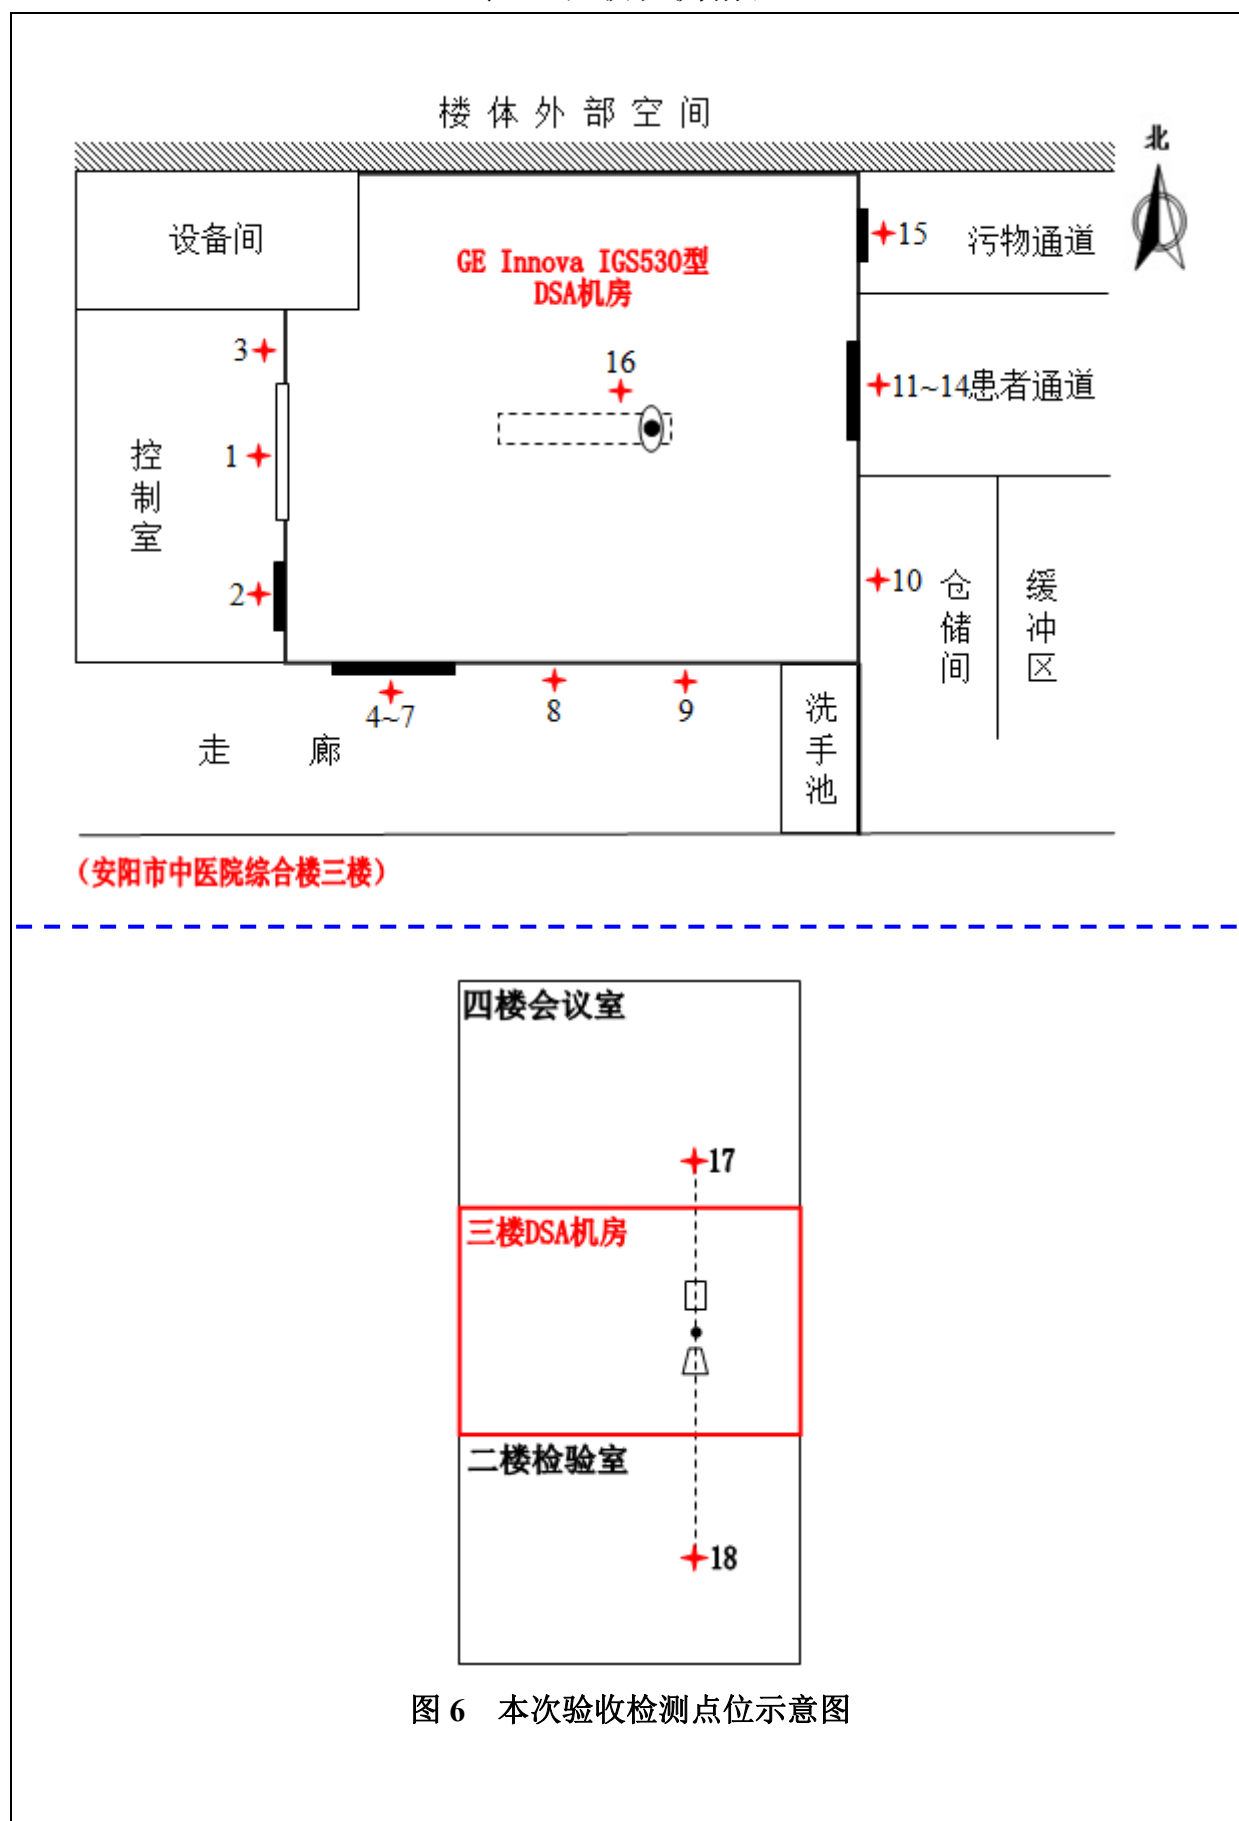 楼体外部空间
北
设备间
GE Innova IGS530型
DSA机房
15
污物通道
3
16
11~14
患者通道
1
控制室
2
10
仓储间
缓冲区
4~7
8
9
洗手池
走廊
(安阳市中医院综合楼三楼)
四楼会议室
17
三楼DSA机房
二楼检验室
18
图 6 本次验收检测点位示意图